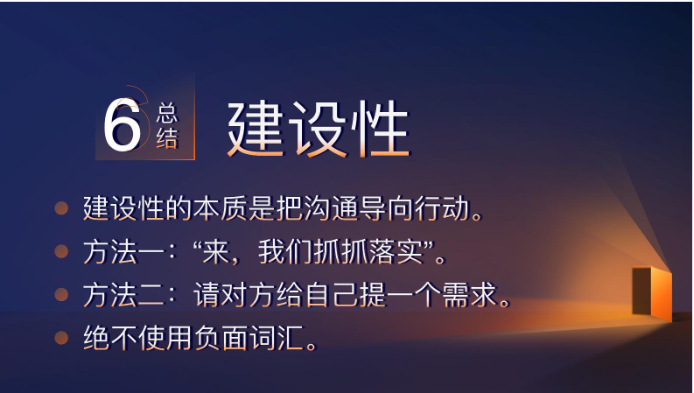 6
总结
建设性
建设性的本质是把沟通导向行动。
方法一：“来，我们抓抓落实”。
方法二：请对方给自己提一个需求。
绝不使用负面词汇。